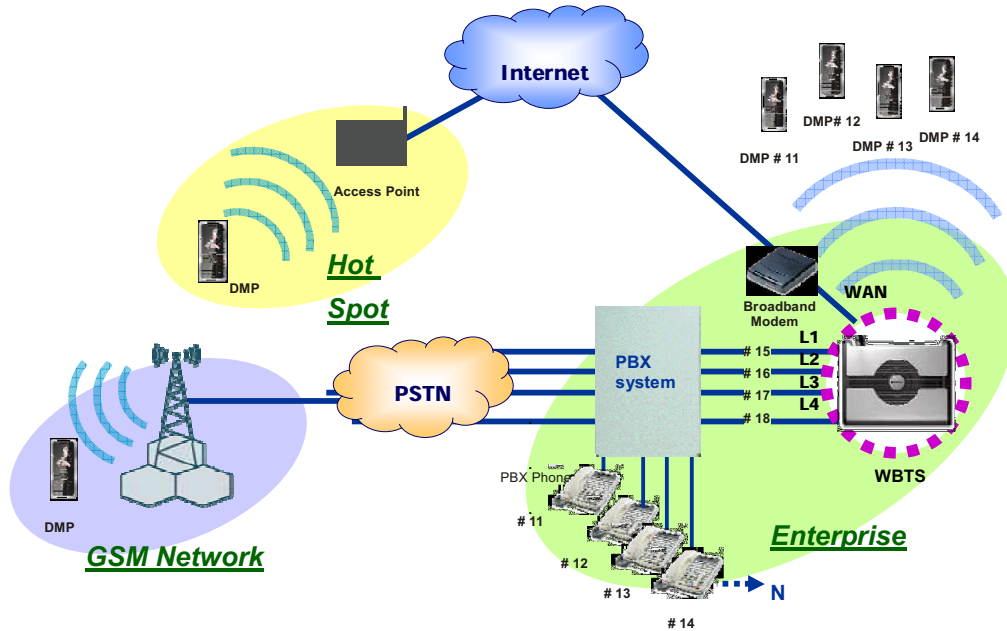 Internet
DMP # 11
DMP# 12
DMP # 13
DMP # 14
Access Point
DMP
Hot
Spot
Broadband
Modem
WAN
PBX
system
# 15
# 16
# 17
# 18
L1
L2
L3
L4
WBTS
PSTN
DMP
GSM Network
PBX Phone
# 11
# 12
# 13
# 14
N
Enterprise